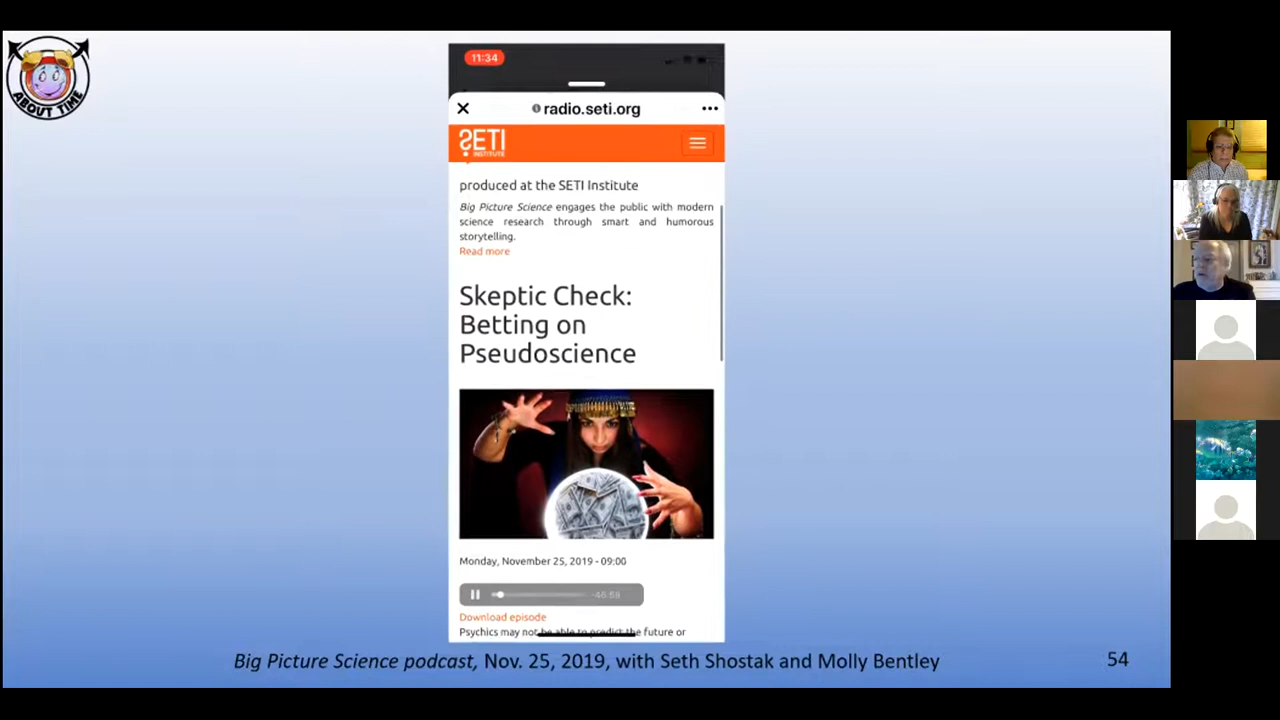 ABOUT TIME
11:34
radio.seti.org
SETI
INSTITUTE
produced at the SETI Institute
Big Picture Science engages the public with modern
science research through smart and humorous
storytelling.
Read more
Skeptic Check:
Betting on
Pseudoscience
Monday, November 25, 2019 - 09:00
-46:58
Download episode
Psychics may not be able to predict the future or
Big Picture Science podcast, Nov. 25, 2019, with Seth Shostak and Molly Bentley
54